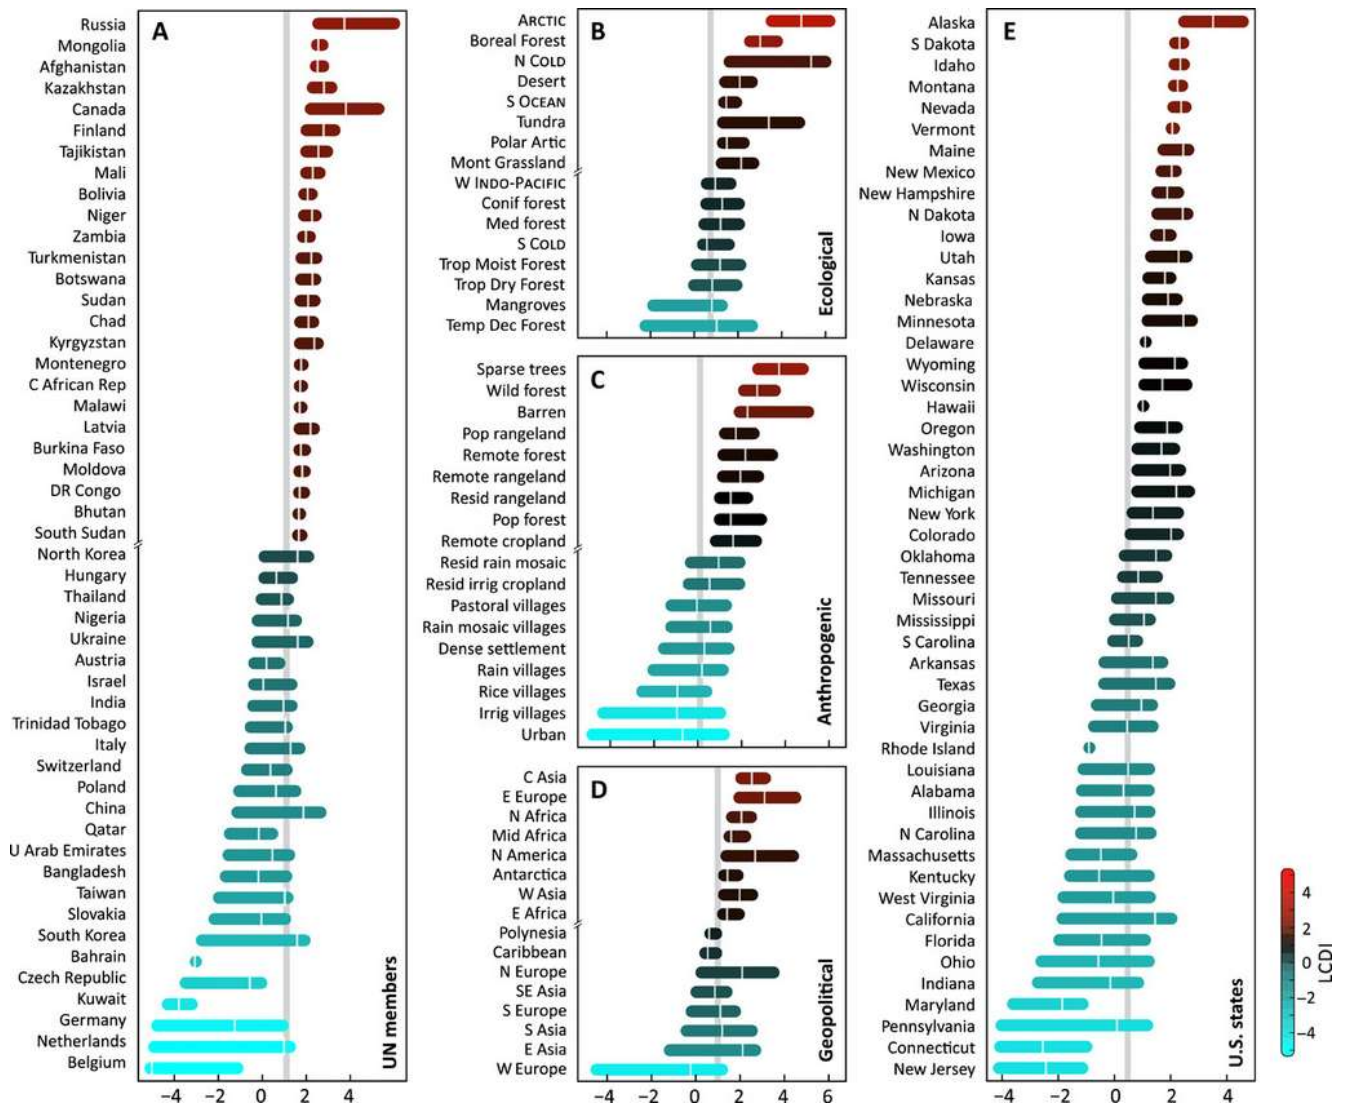 A
Russia
Mongolia
Afghanistan
Kazakhstan
Canada
Finland
Tajikistan
Mali
Bolivia
Niger
Zambia
Turkmenistan
Botswana
Sudan
Chad
Kyrgyzstan
Montenegro
C African Rep
Malawi
Latvia
Burkina Faso
Moldova
DR Congo
Bhutan
South Sudan
North Korea
Hungary
Thailand
Nigeria
Ukraine
Austria
Israel
India
Trinidad Tobago
Italy
Switzerland
Poland
China
Qatar
U Arab Emirates
Bangladesh
Taiwan
Slovakia
South Korea
Bahrain
Czech Republic
Kuwait
Germany
Netherlands
Belgium
UN members
−4 −2 0 2 4
B
ARCTIC
Boreal Forest
N COLD
Desert
S OCEAN
Tundra
Polar Artic
Mont Grassland
W INDO-PACIFIC
Conif forest
Med forest
S COLD
Trop Moist Forest
Trop Dry Forest
Mangroves
Temp Dec Forest
Ecological
C
Sparse trees
Wild forest
Barren
Pop rangeland
Remote forest
Remote rangeland
Resid rangeland
Pop forest
Remote cropland
Resid rain mosaic
Resid irrig cropland
Pastoral villages
Rain mosaic villages
Dense settlement
Rain villages
Rice villages
Irrig villages
Urban
Anthropogenic
D
C Asia
E Europe
N Africa
Mid Africa
N America
Antarctica
W Asia
E Africa
Polynesia
Caribbean
N Europe
SE Asia
S Europe
S Asia
E Asia
W Europe
Geopolitical
−4 −2 0 2 4 6
E
Alaska
S Dakota
Idaho
Montana
Nevada
Vermont
Maine
New Mexico
New Hampshire
N Dakota
Iowa
Utah
Kansas
Nebraska
Minnesota
Delaware
Wyoming
Wisconsin
Hawaii
Oregon
Washington
Arizona
Michigan
New York
Colorado
Oklahoma
Tennessee
Missouri
Mississippi
S Carolina
Arkansas
Texas
Georgia
Virginia
Rhode Island
Louisiana
Alabama
Illinois
N Carolina
Massachusetts
Kentucky
West Virginia
California
Florida
Ohio
Indiana
Maryland
Pennsylvania
Connecticut
New Jersey
U.S. states
−4 −2 0 2 4
4
2
0
−2
−4
LCDI